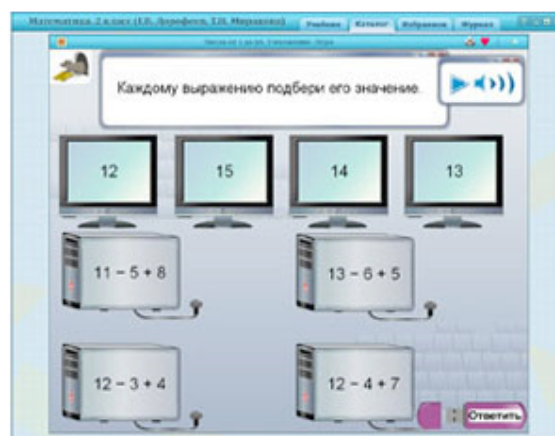 Математика. 2 класс (Г.В. Дорофеев, Т.Н. Миракова)
Учебник Каталог Избранное Журнал
Каждому выражению подбери его значение.
12 15 14 13
11 − 5 + 8
13 − 6 + 5
12 − 3 + 4
12 − 4 + 7
Ответить